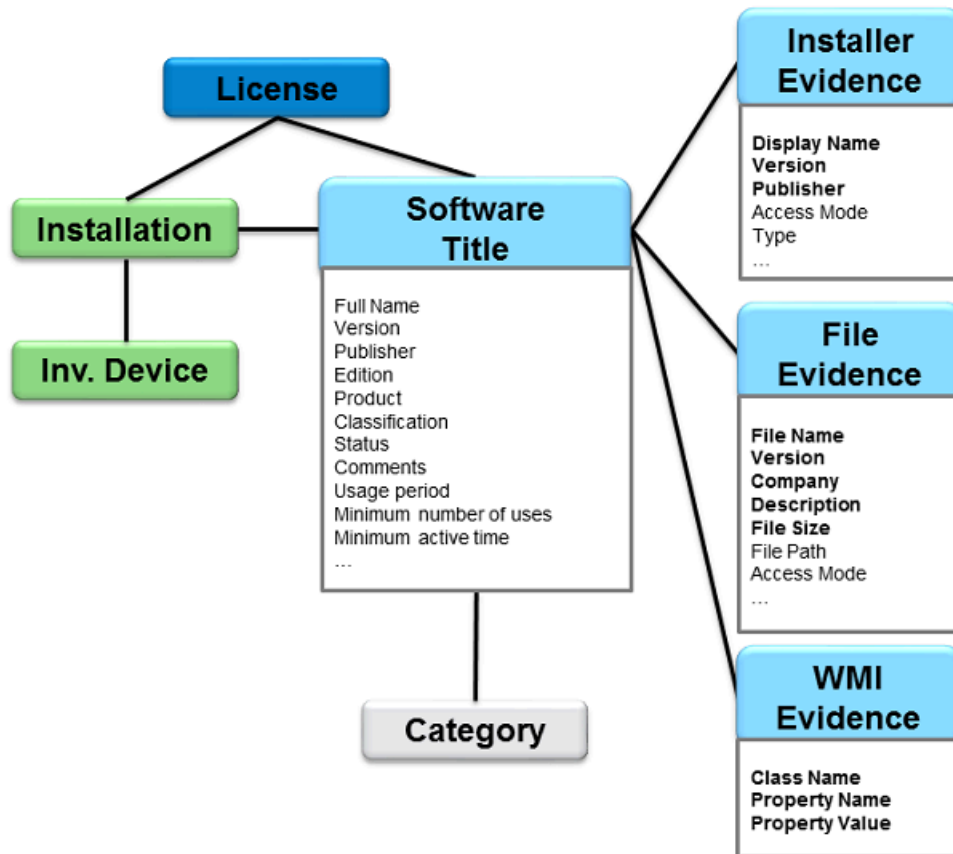 License
Installation
Inv. Device
Software
Title
Full Name
Version
Publisher
Edition
Product
Classification
Status
Comments
Usage period
Minimum number of uses
Minimum active time
...
Category
Installer
Evidence
Display Name
Version
Publisher
Access Mode
Type
...
File
Evidence
File Name
Version
Company
Description
File Size
File Path
Access Mode
...
WMI
Evidence
Class Name
Property Name
Property Value